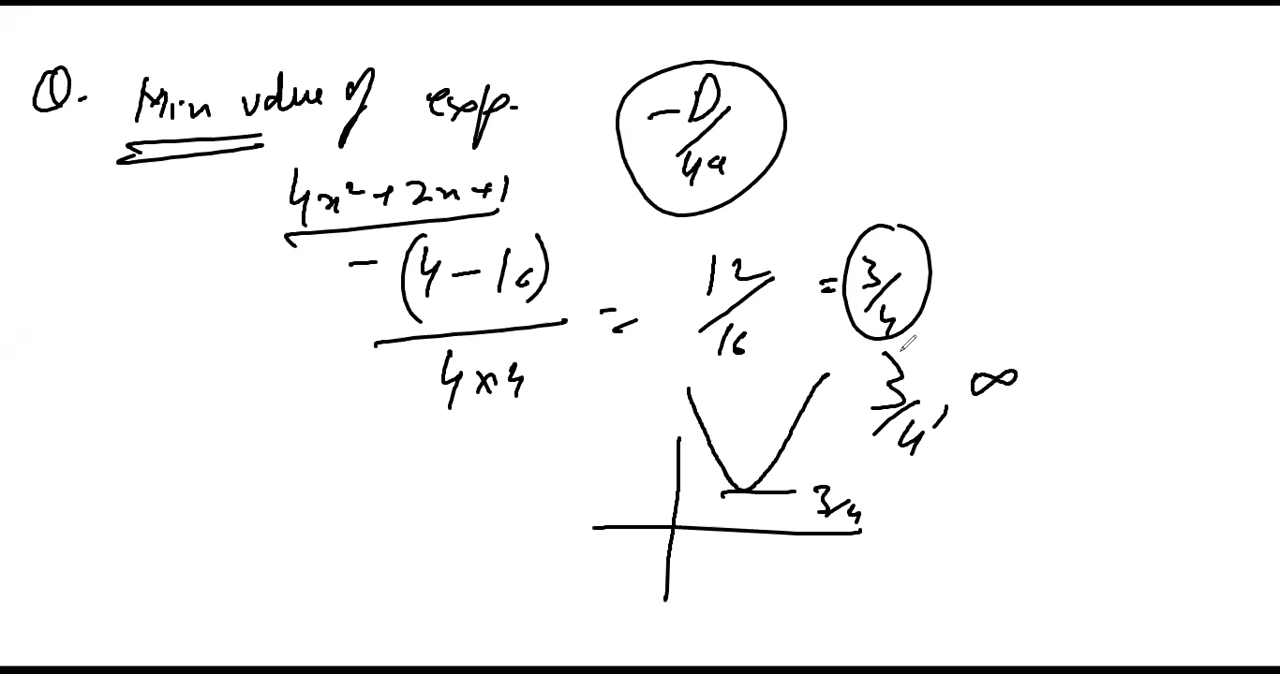 Q. Min value of exp.
-D/4a
4x²+2x+1
-(4-16)/4×4 = 12/16 = 3/4
3/4, ∞
3/4